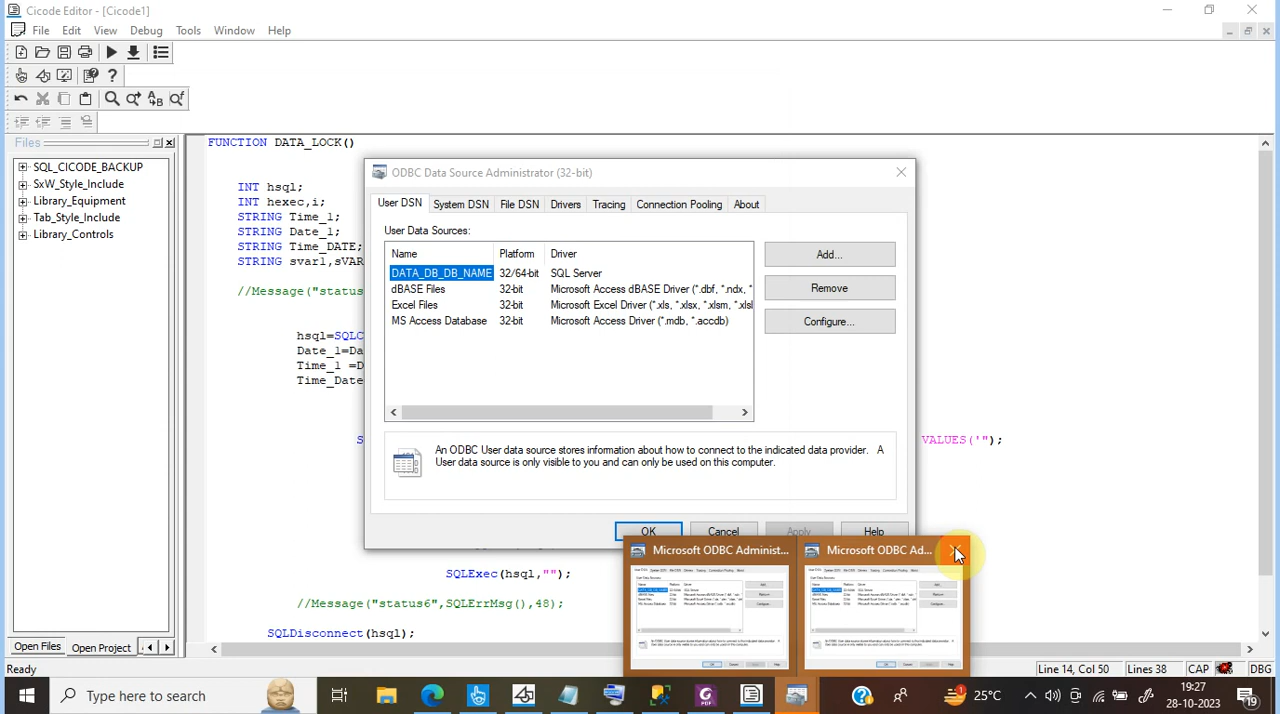 Cicode Editor - [Cicode1]
File Edit View Debug Tools Window Help
Files
SQL_CICODE_BACKUP
SxW_Style_Include
Library_Equipment
Tab_Style_Include
Library_Controls
Open Files Open Project
FUNCTION DATA_LOCK()
INT hsql;
INT hexec,i;
STRING Time_1;
STRING Date_1;
STRING Time_DATE;
STRING svar1,sVAR
//Message("status
hsql=SQLC
Date_1=Da
Time_1 =D
Time_Date
S
VALUES('");
SQLExec(hsql,"");
//Message("status6",SQLErrMsg(),48);
SQLDisconnect(hsql);
ODBC Data Source Administrator (32-bit)
User DSN System DSN File DSN Drivers Tracing Connection Pooling About
User Data Sources:
Name Platform Driver
DATA_DB_DB_NAME 32/64-bit SQL Server
dBASE Files 32-bit Microsoft Access dBASE Driver (*.dbf, *.ndx, *
Excel Files 32-bit Microsoft Excel Driver (*.xls, *.xlsx, *.xlsm, *.xlsl
MS Access Database 32-bit Microsoft Access Driver (*.mdb, *.accdb)
Add...
Remove
Configure...
An ODBC User data source stores information about how to connect to the indicated data provider. A
User data source is only visible to you and can only be used on this computer.
OK Cancel Apply Help
Microsoft ODBC Administ... Microsoft ODBC Ad...
Ready
Line 14, Col 50 Lines 38 CAP DBG
Type here to search
25°C
19:27
28-10-2023
19